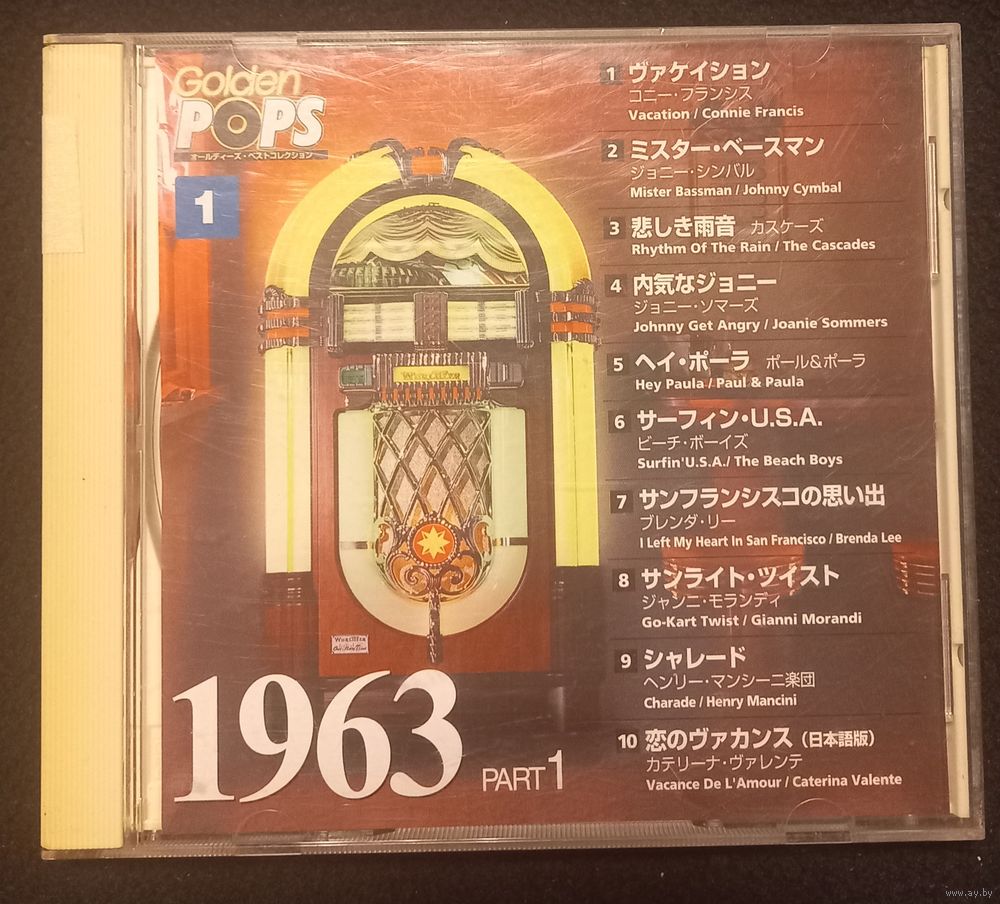 Golden
POPS
オールディーズ・ベストコレクション
1
1 ヴァケイション
コニー・フランシス
Vacation / Connie Francis
2 ミスター・ベースマン
ジョニー・シンバル
Mister Bassman / Johnny Cymbal
3 悲しき雨音 カスケーズ
Rhythm Of The Rain / The Cascades
4 内気なジョニー
ジョニー・ソマーズ
Johnny Get Angry / Joanie Sommers
5 ヘイ・ポーラ ポール&ポーラ
Hey Paula / Paul & Paula
6 サーフィン・U.S.A.
ビーチ・ボーイズ
Surfin' U.S.A. / The Beach Boys
7 サンフランシスコの思い出
ブレンダ・リー
I Left My Heart In San Francisco / Brenda Lee
8 サンライト・ツイスト
ジャンニ・モランディ
Go-Kart Twist / Gianni Morandi
9 シャレード
ヘンリー・マンシーニ楽団
Charade / Henry Mancini
10 恋のヴァカンス (日本語版)
カテリーナ・ヴァレンテ
Vacance De L'Amour / Caterina Valente
WURLITZER
WURLITZER
1963 PART 1
www.ay.by